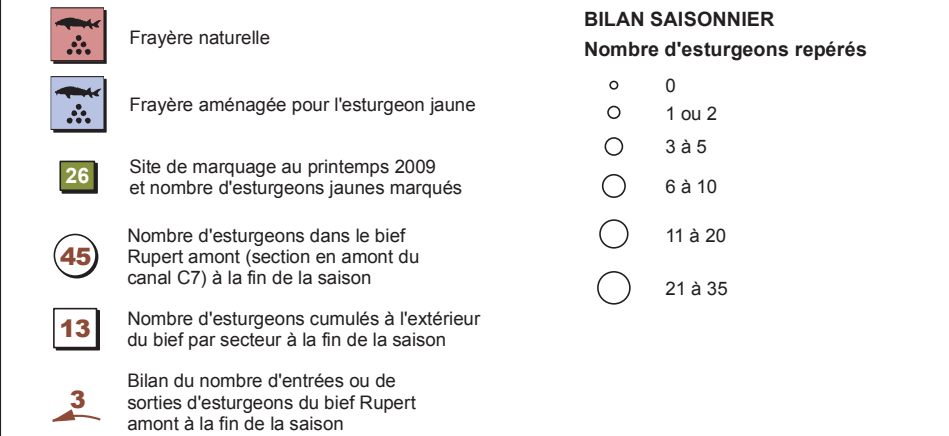 Frayère naturelle
Frayère aménagée pour l'esturgeon jaune
26
Site de marquage au printemps 2009
et nombre d'esturgeons jaunes marqués
45
Nombre d'esturgeons dans le bief
Rupert amont (section en amont du
canal C7) à la fin de la saison
13
Nombre d'esturgeons cumulés à l'extérieur
du bief par secteur à la fin de la saison
3
Bilan du nombre d'entrées ou de
sorties d'esturgeons du bief Rupert
amont à la fin de la saison
BILAN SAISONNIER
Nombre d'esturgeons repérés
0
1 ou 2
3 à 5
6 à 10
11 à 20
21 à 35